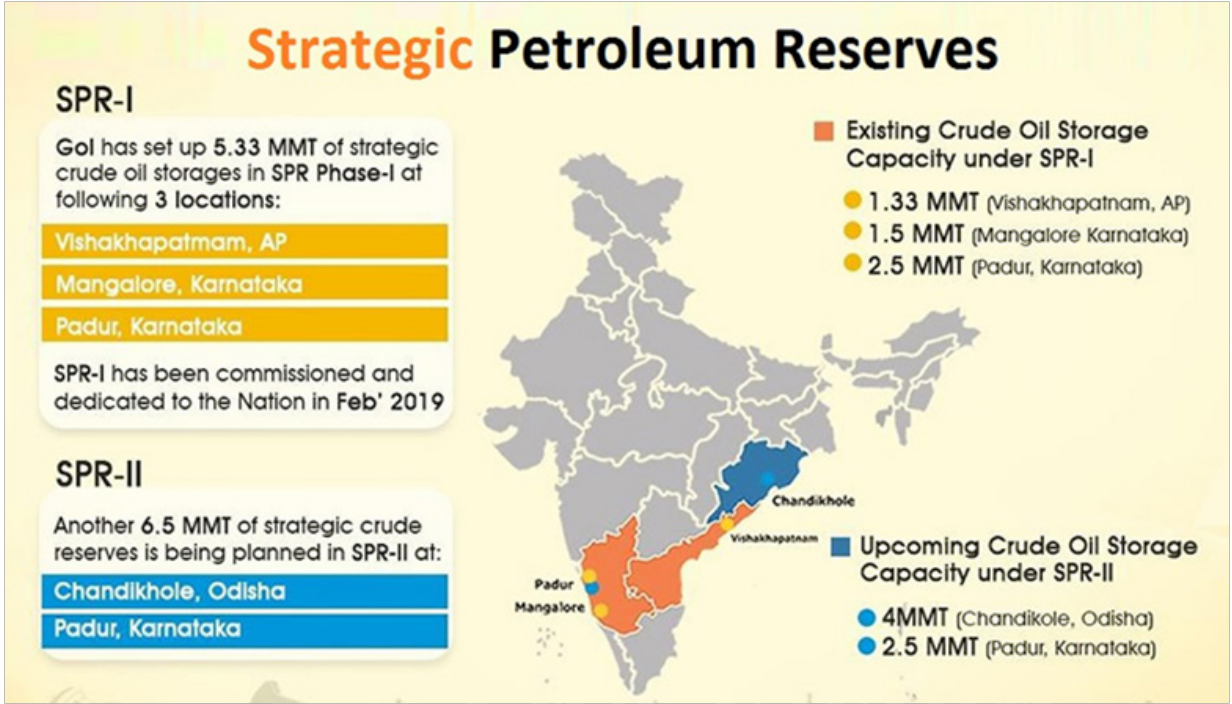 Strategic Petroleum Reserves
SPR-I
GoI has set up 5.33 MMT of strategic
crude oil storages in SPR Phase-I at
following 3 locations:
Vishakhapatmam, AP
Mangalore, Karnataka
Padur, Karnataka
SPR-I has been commissioned and
dedicated to the Nation in Feb' 2019
SPR-II
Another 6.5 MMT of strategic crude
reserves is being planned in SPR-II at:
Chandikhole, Odisha
Padur, Karnataka
Existing Crude Oil Storage
Capacity under SPR-I
1.33 MMT (Vishakhapatnam, AP)
1.5 MMT (Mangalore Karnataka)
2.5 MMT (Padur, Karnataka)
Chandikhole
Vishakhapatnam
Padur
Mangalore
Upcoming Crude Oil Storage
Capacity under SPR-II
4MMT (Chandikole, Odisha)
2.5 MMT (Padur, Karnataka)